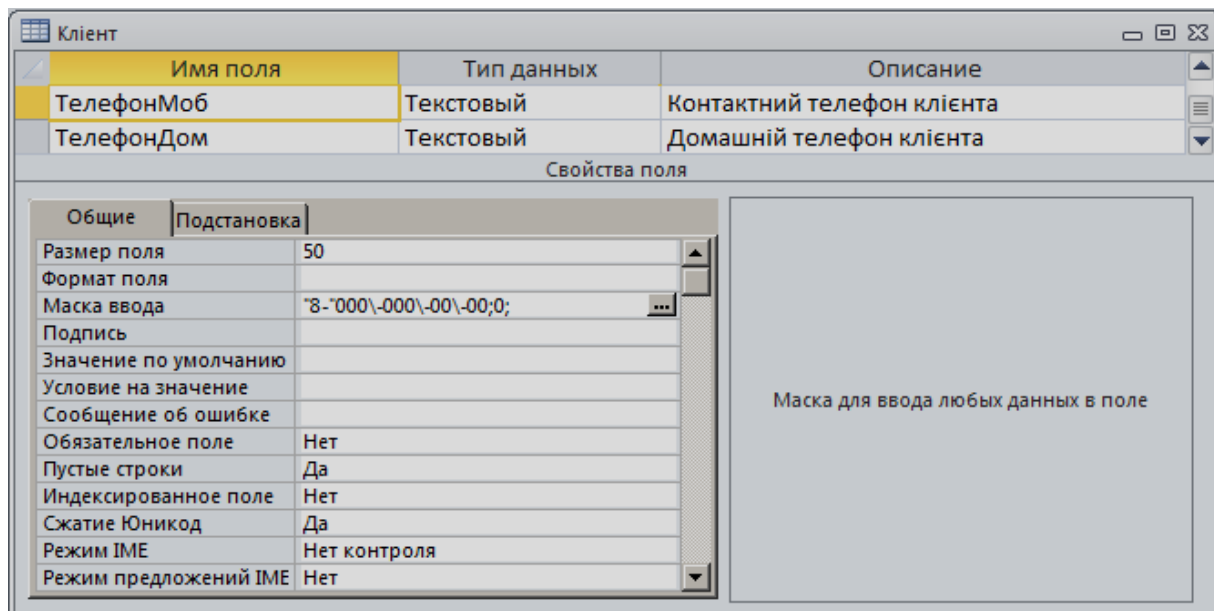 Клієнт
Имя поля Тип данных Описание
ТелефонМоб Текстовый Контактний телефон клієнта
ТелефонДом Текстовый Домашній телефон клієнта
Свойства поля
Общие Подстановка
Размер поля 50
Формат поля
Маска ввода "8-"000\-000\-00\-00;0; ...
Подпись
Значение по умолчанию
Условие на значение
Сообщение об ошибке
Обязательное поле Нет
Пустые строки Да
Индексированное поле Нет
Сжатие Юникод Да
Режим IME Нет контроля
Режим предложений IME Нет
Маска для ввода любых данных в поле